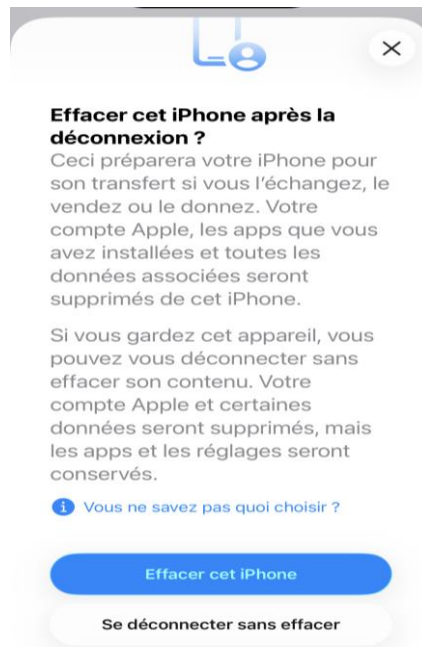 Effacer cet iPhone après la
déconnexion ?
Ceci préparera votre iPhone pour
son transfert si vous l'échangez, le
vendez ou le donnez. Votre
compte Apple, les apps que vous
avez installées et toutes les
données associées seront
supprimés de cet iPhone.
Si vous gardez cet appareil, vous
pouvez vous déconnecter sans
effacer son contenu. Votre
compte Apple et certaines
données seront supprimés, mais
les apps et les réglages seront
conservés.
Vous ne savez pas quoi choisir ?
Effacer cet iPhone
Se déconnecter sans effacer